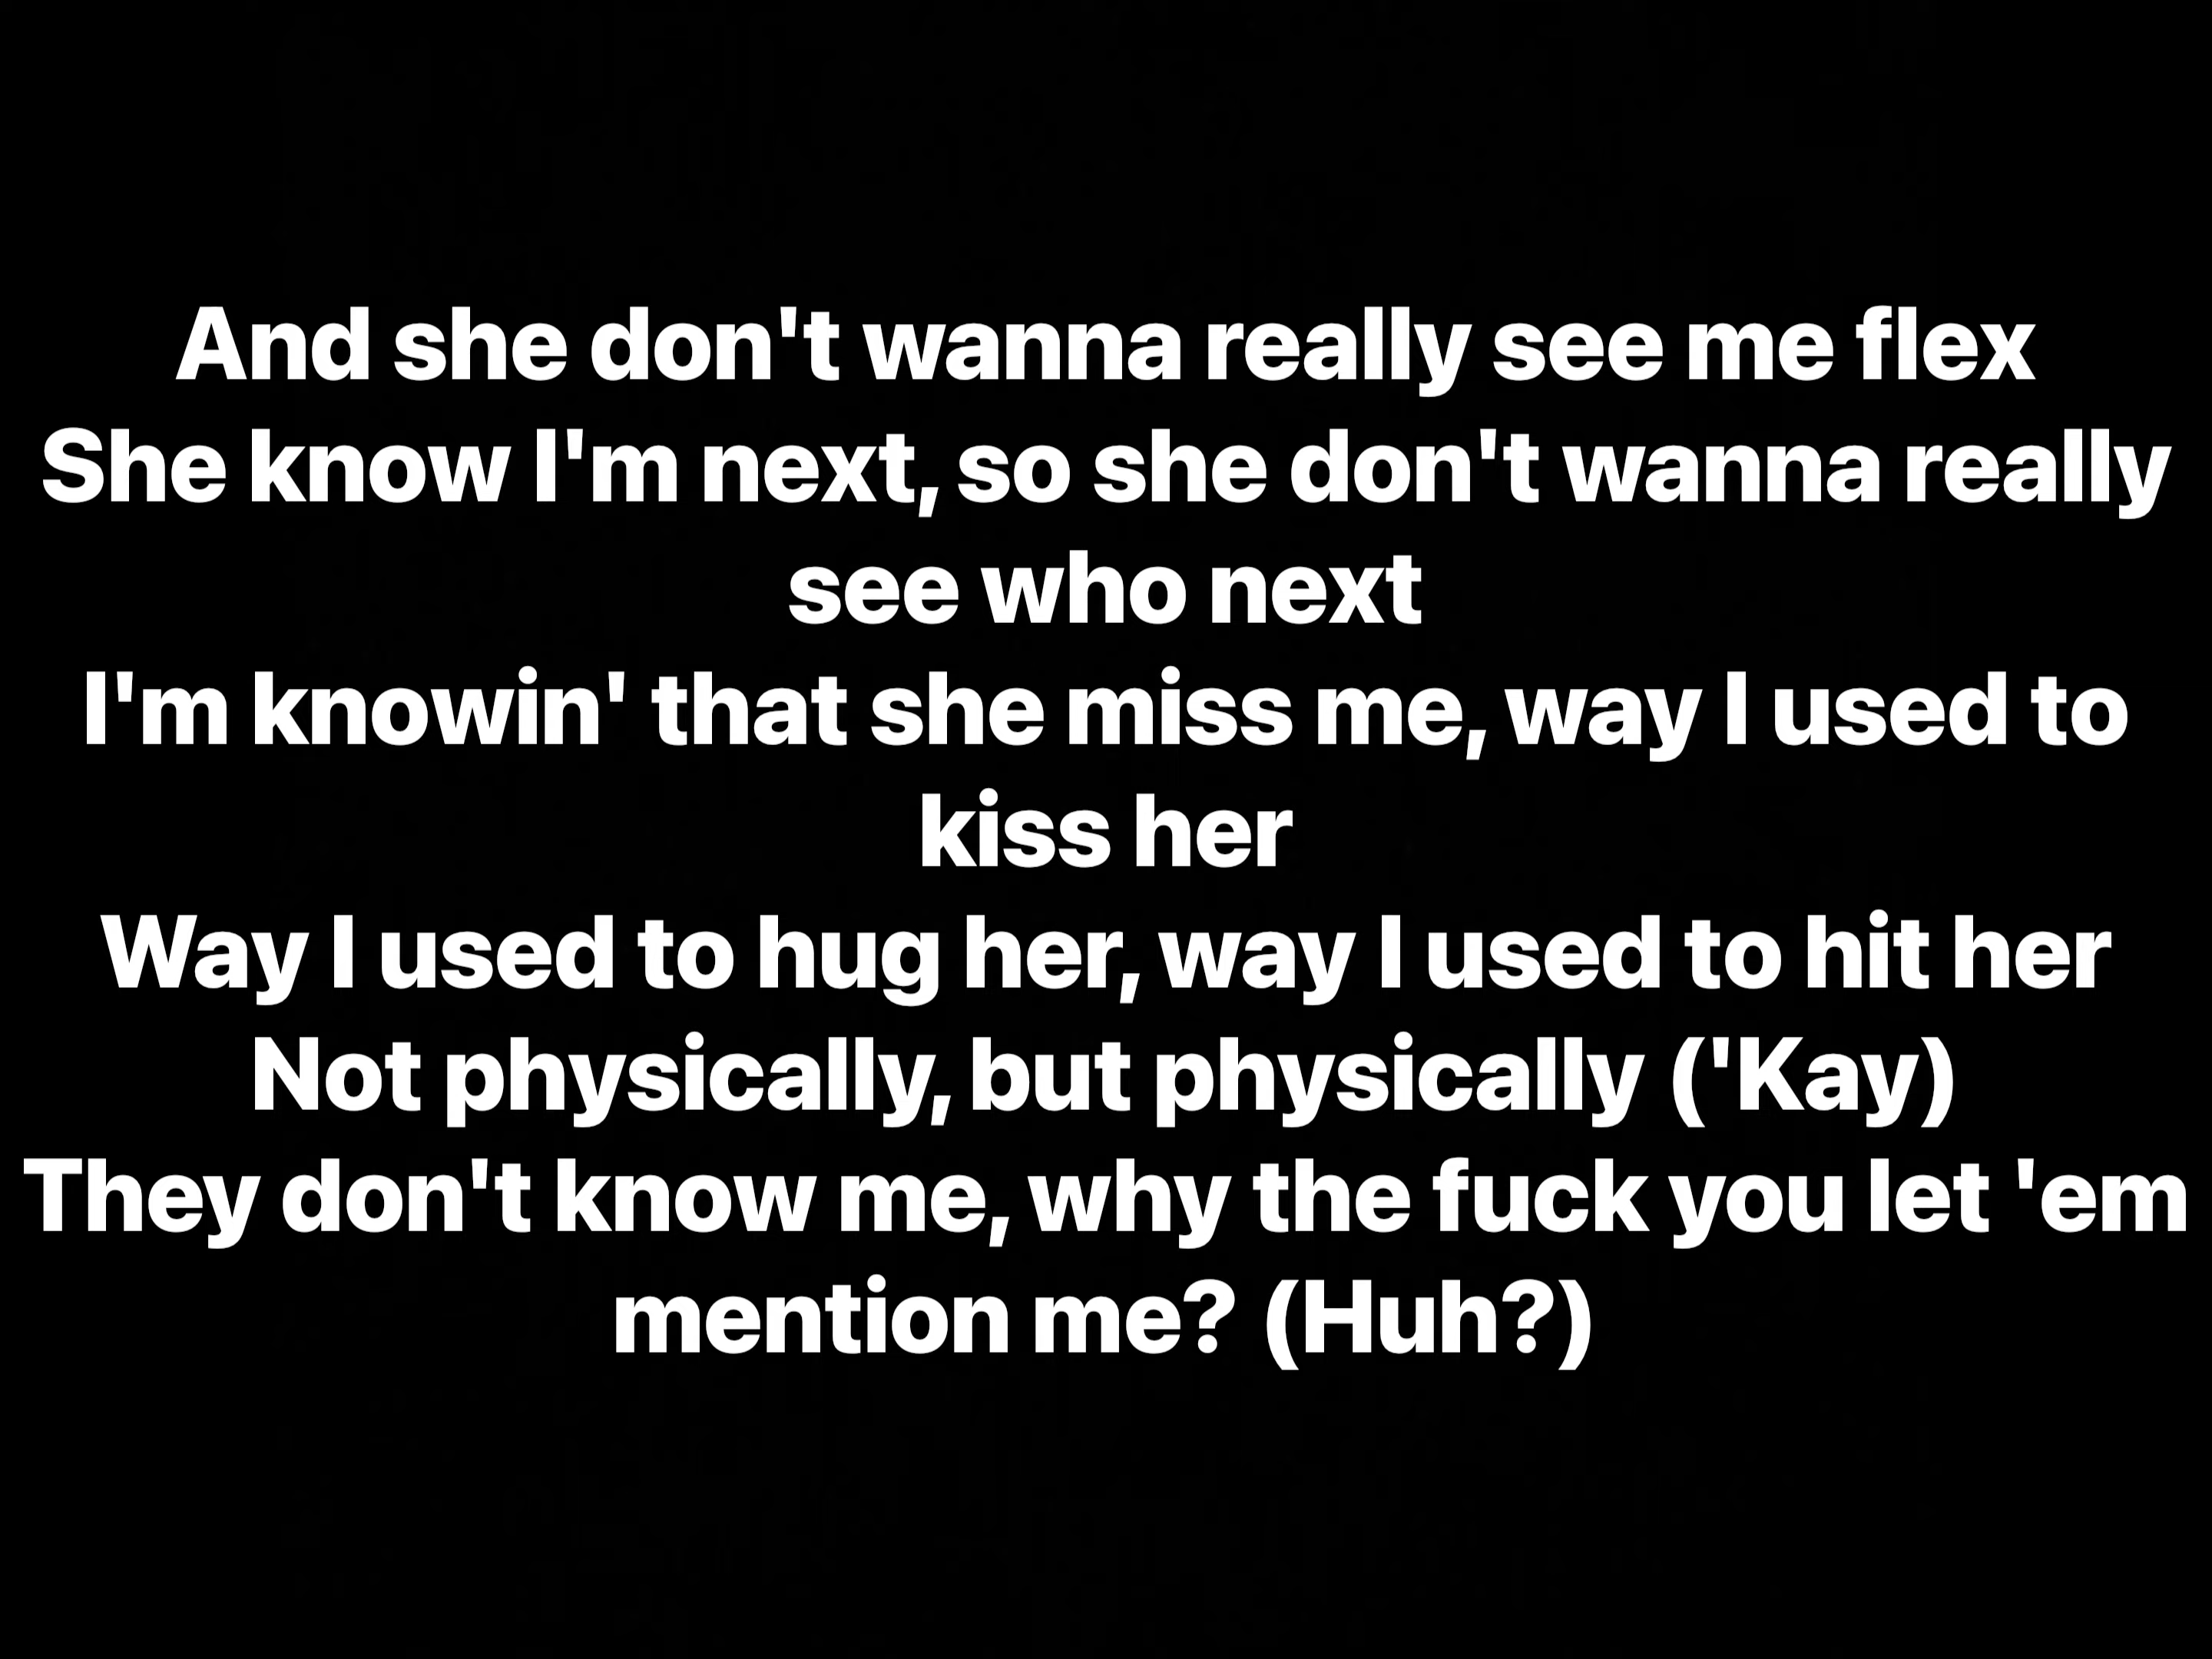 And she don't wanna really see me flex
She know I'm next, so she don't wanna really
see who next
I'm knowin' that she miss me, way I used to
kiss her
Way I used to hug her, way I used to hit her
Not physically, but physically ('Kay)
They don't know me, why the fuck you let 'em
mention me? (Huh?)